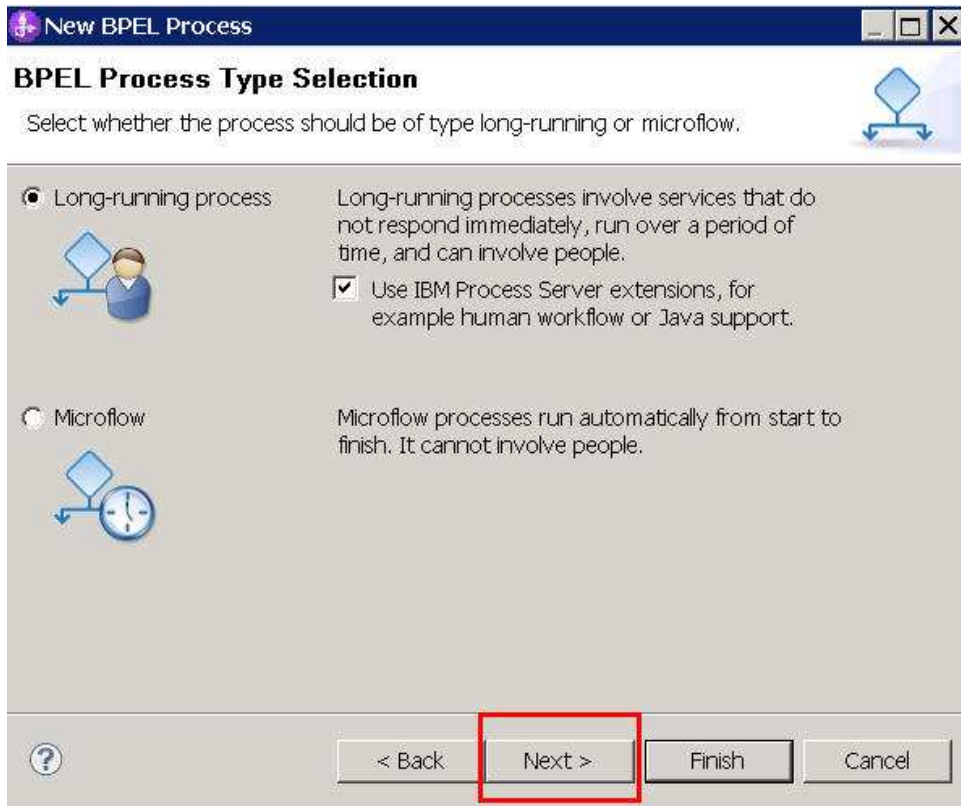 New BPEL Process
BPEL Process Type Selection
Select whether the process should be of type long-running or microflow.
Long-running process
Long-running processes involve services that do
not respond immediately, run over a period of
time, and can involve people.
Use IBM Process Server extensions, for
example human workflow or Java support.
Microflow
Microflow processes run automatically from start to
finish. It cannot involve people.
?
< Back
Next >
Finish
Cancel